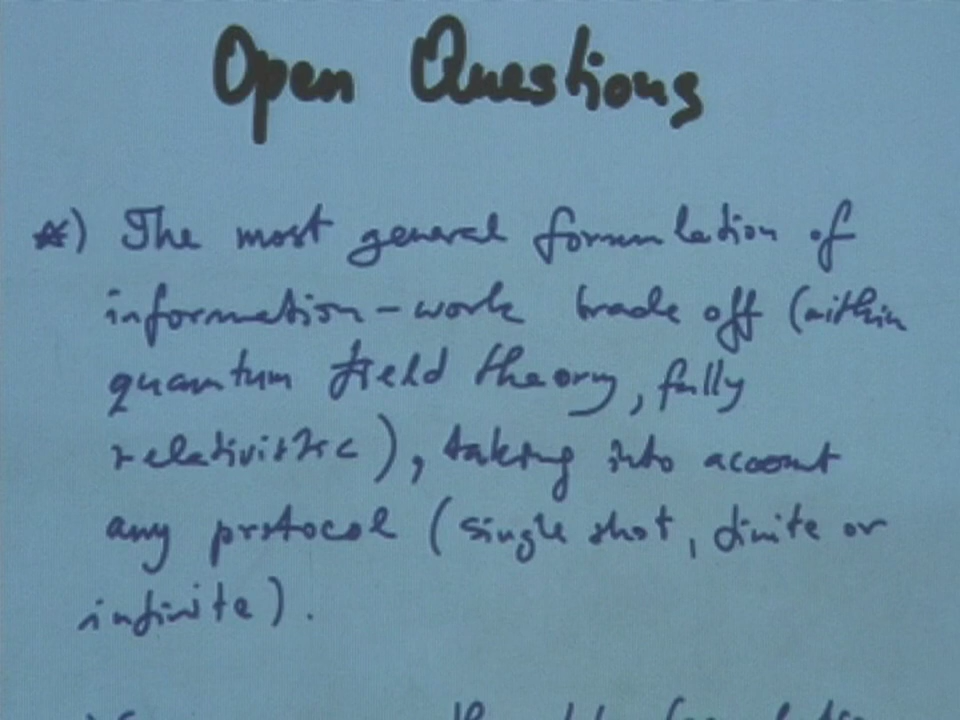 Open Questions
*) The most general formulation of
information-work trade off (within
quantum field theory, fully
relativistic), taking into acoount
any protocol (single shot, finite or
infinite).